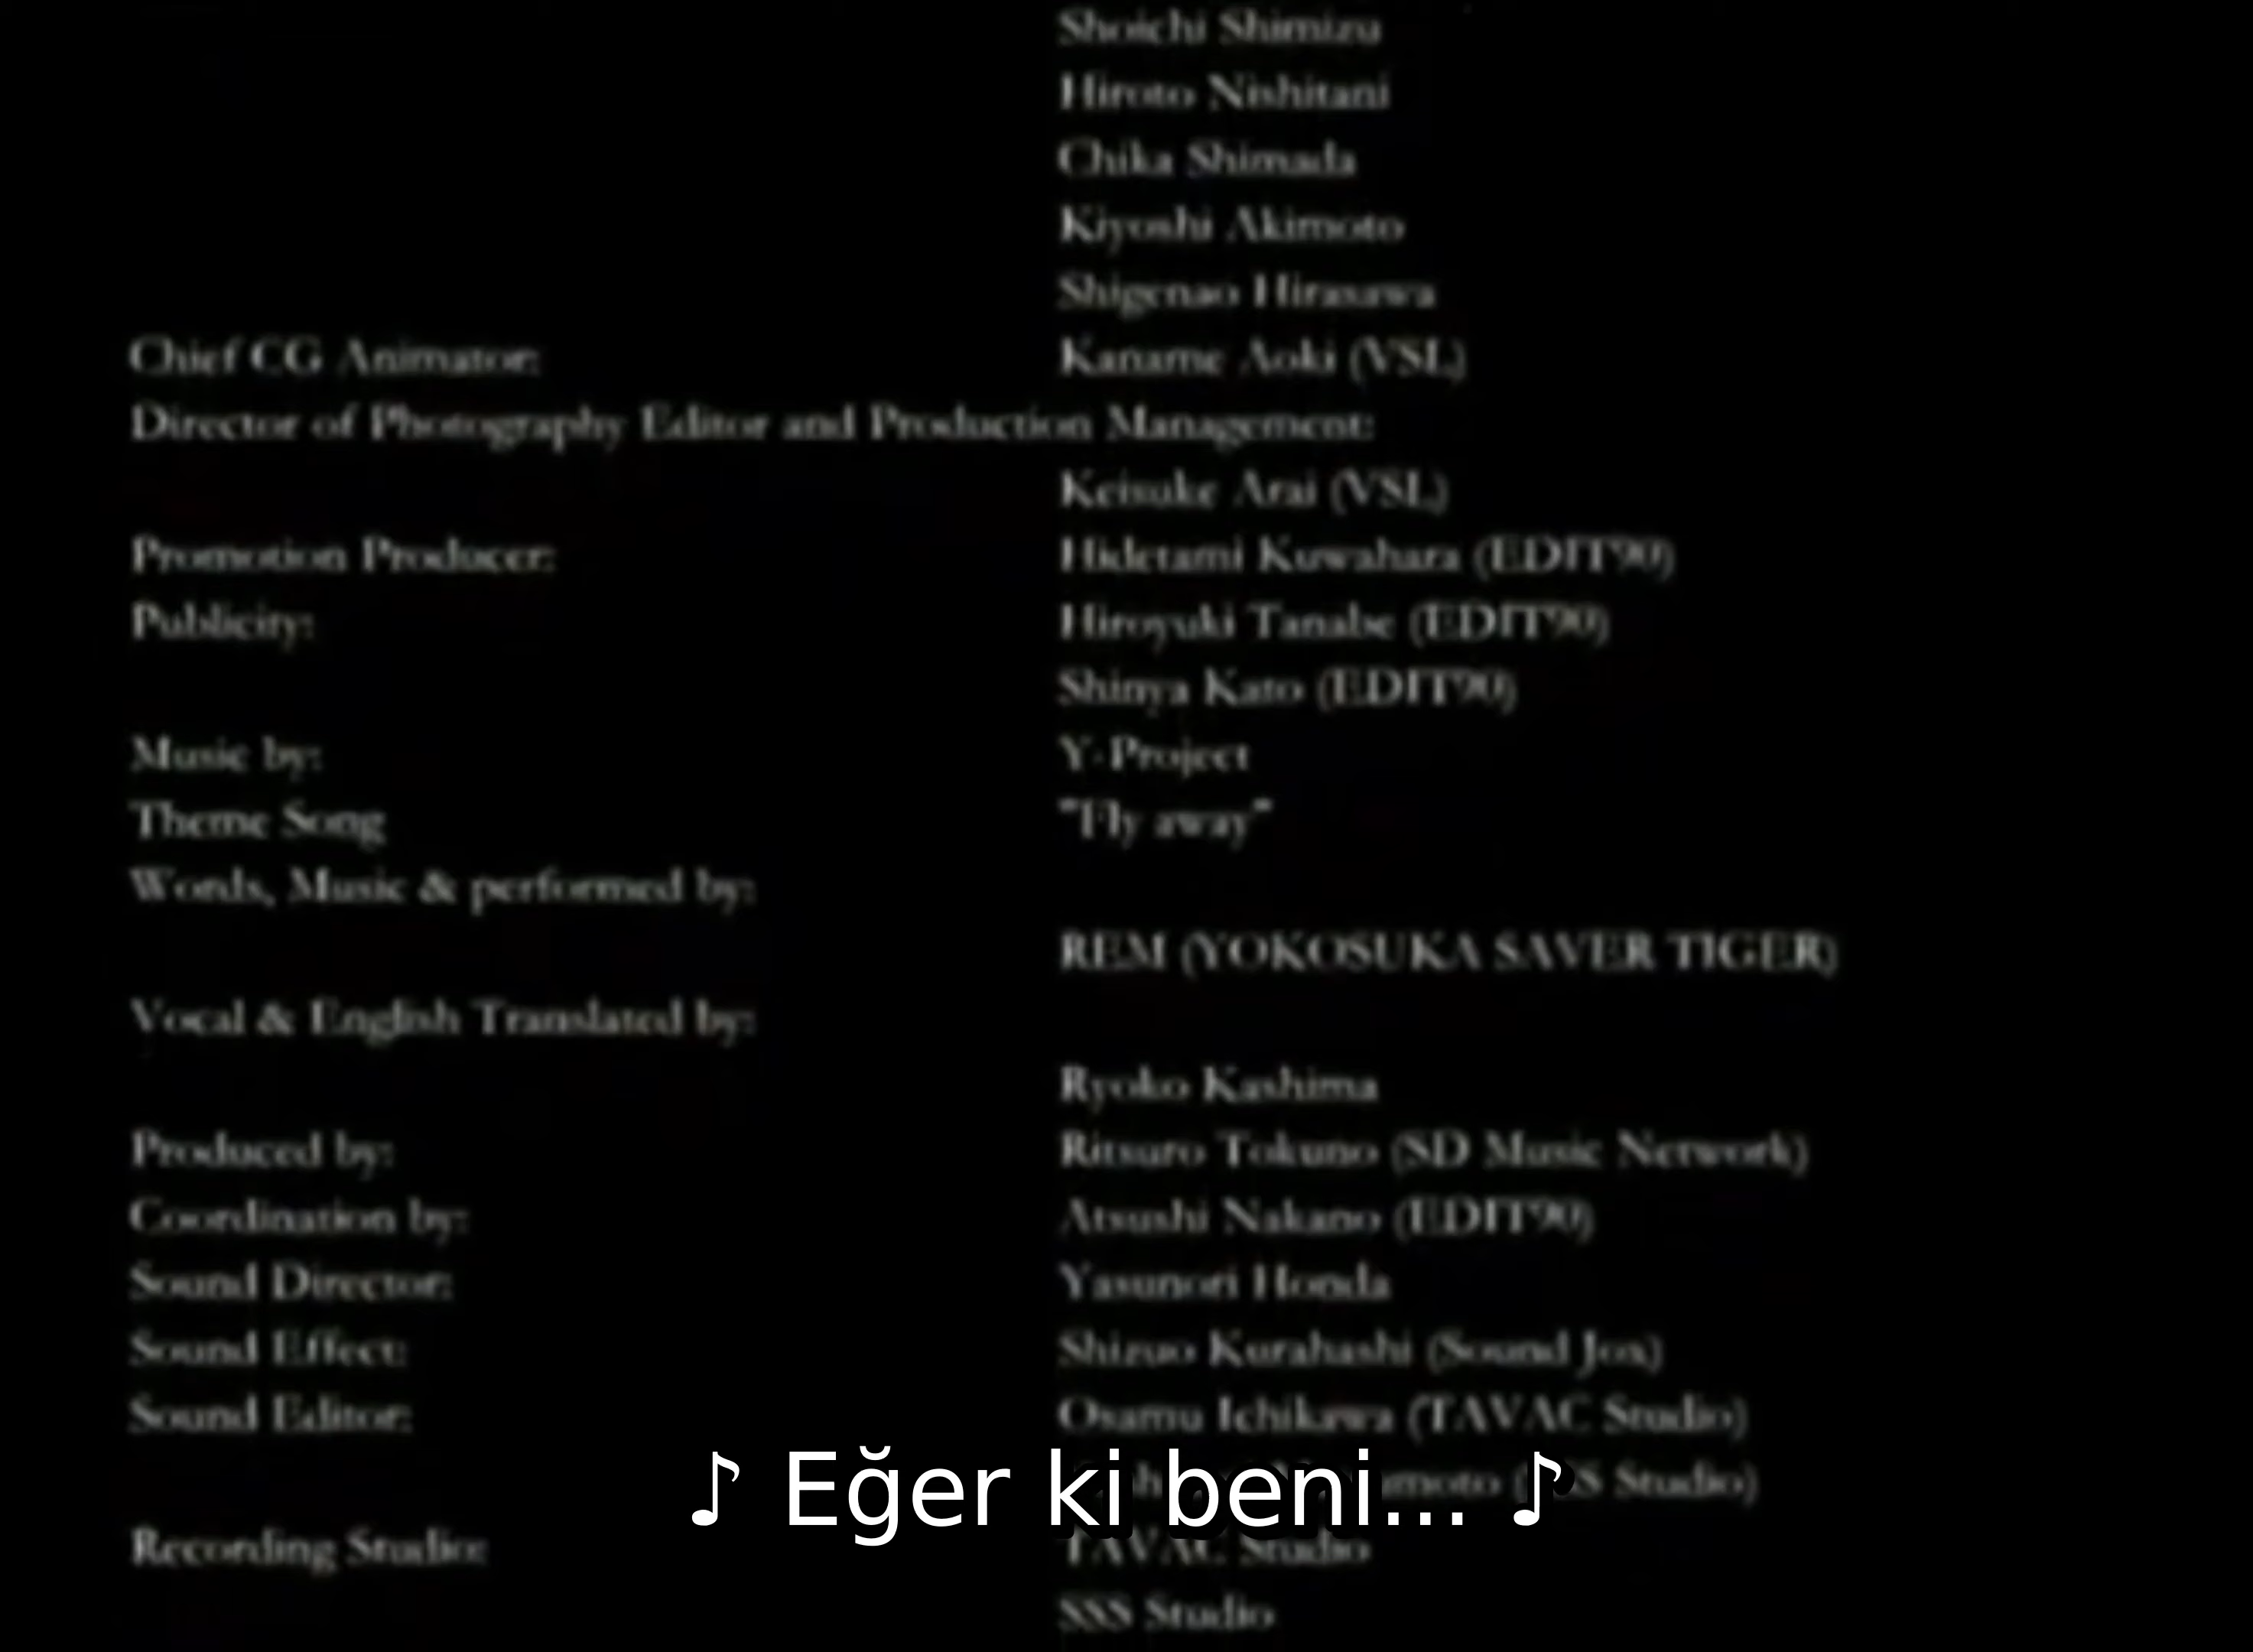 Shoichi Shimizu
Hiroto Nishitani
Chika Shimada
Kiyoshi Akimoto
Shigenao Hirasawa
Chief CG Animator: Kaname Aoki (VSL)
Director of Photography Editor and Production Management:
Keisuke Arai (VSL)
Promotion Producer: Hidetami Kuwahara (EDIT90)
Publicity: Hiroyuki Tanabe (EDIT90)
Shinya Kato (EDIT90)
Music by: Y-Project
Theme Song "Fly away"
Words, Music & performed by:
REM (YOKOSUKA SAVER TIGER)
Vocal & English Translated by:
Ryoko Kashima
Produced by: Ritsuro Tokuno (SD Music Network)
Coordination by: Atsushi Nakano (EDIT90)
Sound Director: Yasunori Honda
Sound Effect: Shizuo Kurahashi (Sound Jox)
Sound Editor: Osamu Ichikawa (TAVAC Studio)
Studio)
♪ Eğer ki beni... ♪
Recording Studio: TAVAC Studio
SSS Studio